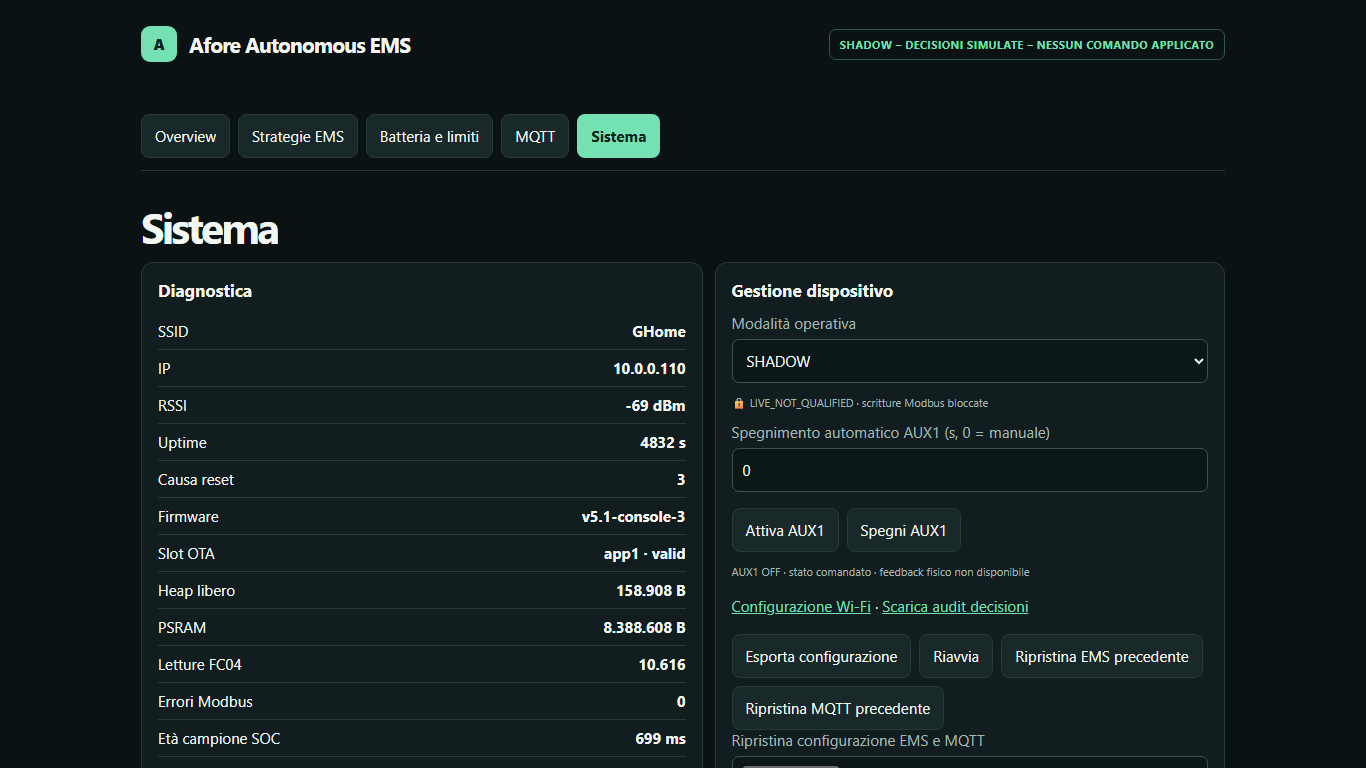 A
Afore Autonomous EMS
SHADOW – DECISIONI SIMULATE – NESSUN COMANDO APPLICATO
Overview
Strategie EMS
Batteria e limiti
MQTT
Sistema
Sistema
Diagnostica
SSID GHome
IP 10.0.0.110
RSSI -69 dBm
Uptime 4832 s
Causa reset 3
Firmware v5.1-console-3
Slot OTA app1 · valid
Heap libero 158.908 B
PSRAM 8.388.608 B
Letture FC04 10.616
Errori Modbus 0
Età campione SOC 699 ms
Gestione dispositivo
Modalità operativa
SHADOW
🔒 LIVE_NOT_QUALIFIED · scritture Modbus bloccate
Spegnimento automatico AUX1 (s, 0 = manuale)
0
Attiva AUX1
Spegni AUX1
AUX1 OFF · stato comandato · feedback fisico non disponibile
Configurazione Wi-Fi · Scarica audit decisioni
Esporta configurazione
Riavvia
Ripristina EMS precedente
Ripristina MQTT precedente
Ripristina configurazione EMS e MQTT